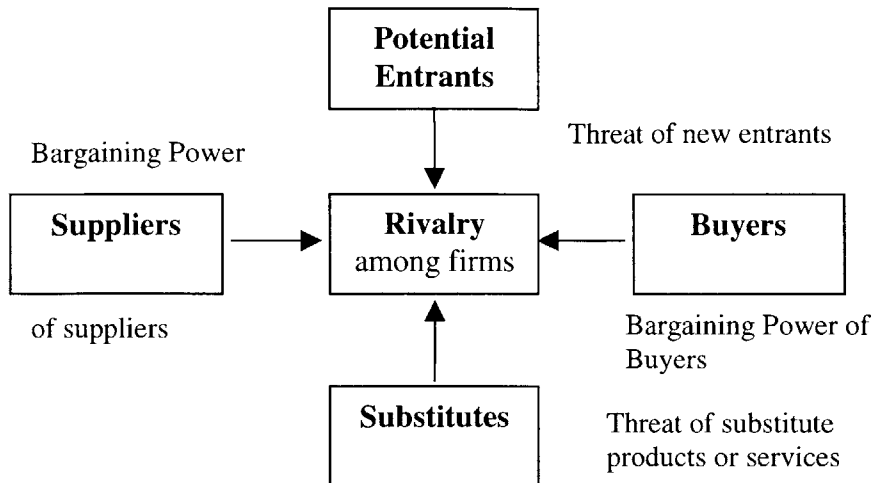 Potential
Entrants
Threat of new entrants
Bargaining Power
Suppliers
of suppliers
Rivalry
among firms
Buyers
Bargaining Power of
Buyers
Substitutes
Threat of substitute
products or services